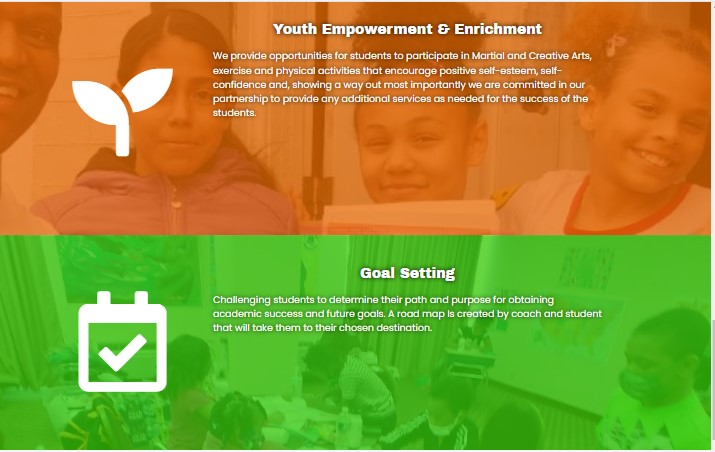 Youth Empowerment & Enrichment
We provide opportunities for students to participate in Martial and Creative Arts,
exercise and physical activities that encourage positive self-esteem, self-
confidence and, showing a way out most importantly we are committed in our
partnership to provide any additional services as needed for the success of the
students.
Goal Setting
Challenging students to determine their path and purpose for obtaining
academic success and future goals. A road map is created by coach and student
that will take them to their chosen destination.